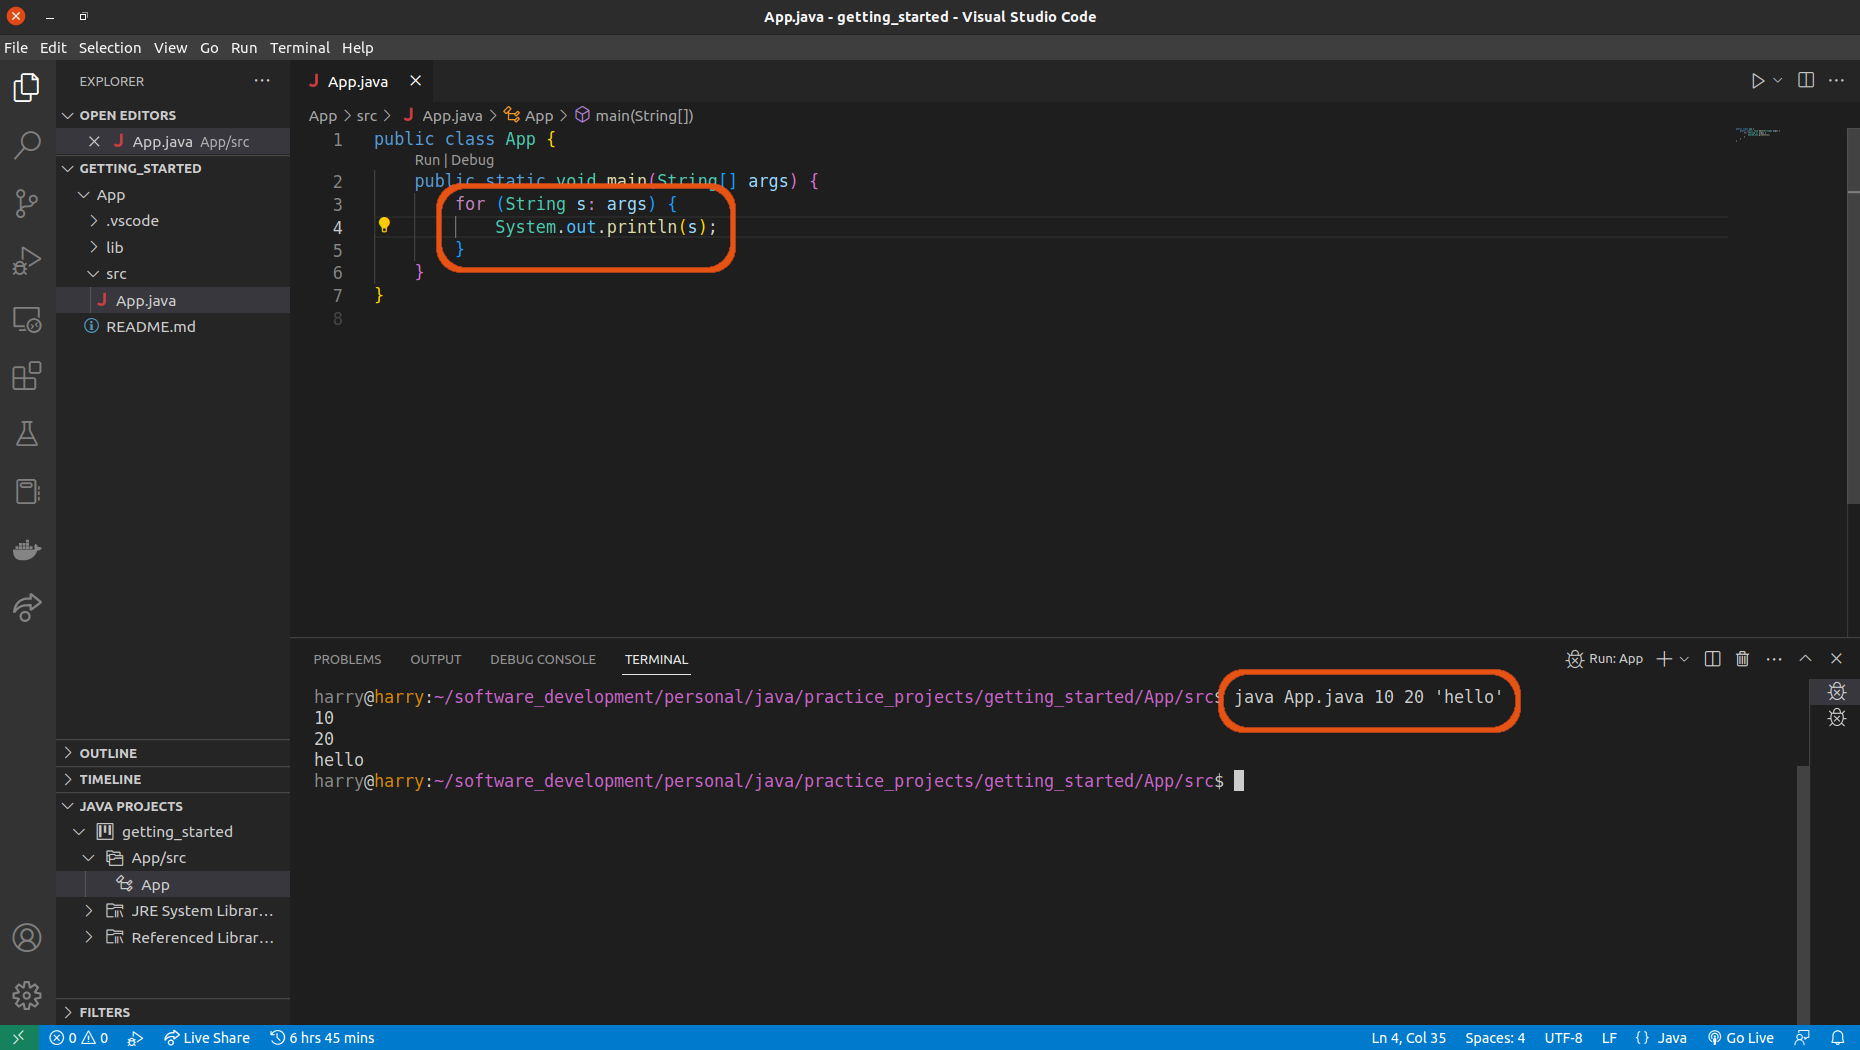 App.java - getting_started - Visual Studio Code
File Edit Selection View Go Run Terminal Help
EXPLORER
OPEN EDITORS
App.java App/src
GETTING_STARTED
App
.vscode
lib
src
App.java
README.md
OUTLINE
TIMELINE
JAVA PROJECTS
getting_started
App/src
App
JRE System Librar...
Referenced Librar...
FILTERS
App.java
App > src > App.java > App > main(String[])
1 public class App {
Run | Debug
2 public static void main(String[] args) {
3 for (String s: args) {
4 System.out.println(s);
5 }
6 }
7 }
8
PROBLEMS OUTPUT DEBUG CONSOLE TERMINAL
Run: App
harry@harry:~/software_development/personal/java/practice_projects/getting_started/App/src$ java App.java 10 20 'hello'
10
20
hello
harry@harry:~/software_development/personal/java/practice_projects/getting_started/App/src$
0 0 Live Share 6 hrs 45 mins Ln 4, Col 35 Spaces: 4 UTF-8 LF {} Java Go Live